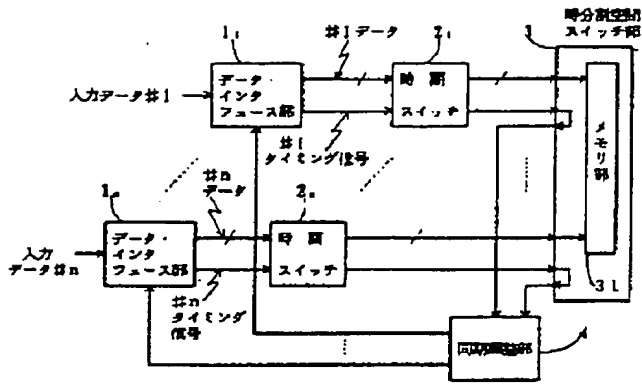 時分割空間
スイッチ部
1₁
#1データ
2₁
3
データ・
インタ
フェース部
時間
スイッチ
入力データ#1
#1
タイミング信号
メモリ部
#n
データ
1ₙ
2ₙ
データ・
インタ
フェース部
時間
スイッチ
入力
データ#n
#n
タイミング
信号
31
4